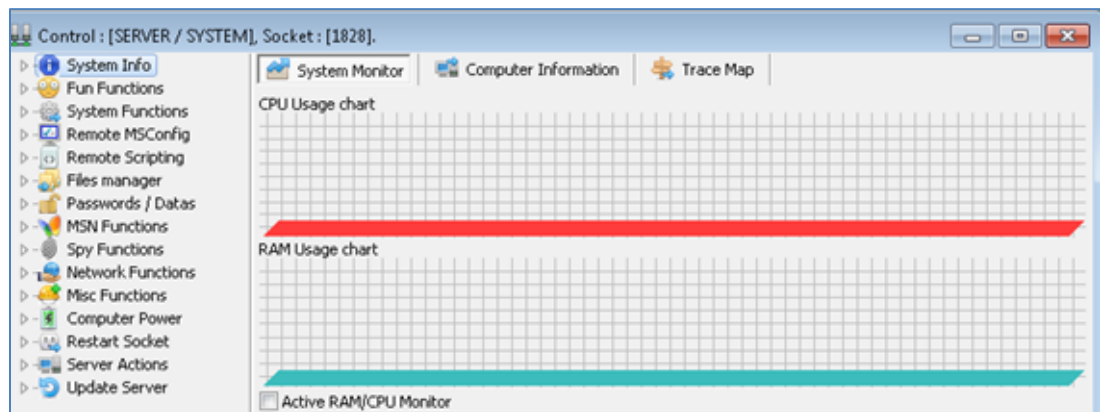 Control : [SERVER / SYSTEM], Socket : [1828].
System Info
Fun Functions
System Functions
Remote MSConfig
Remote Scripting
Files manager
Passwords / Datas
MSN Functions
Spy Functions
Network Functions
Misc Functions
Computer Power
Restart Socket
Server Actions
Update Server
System Monitor
Computer Information
Trace Map
CPU Usage chart
RAM Usage chart
Active RAM/CPU Monitor